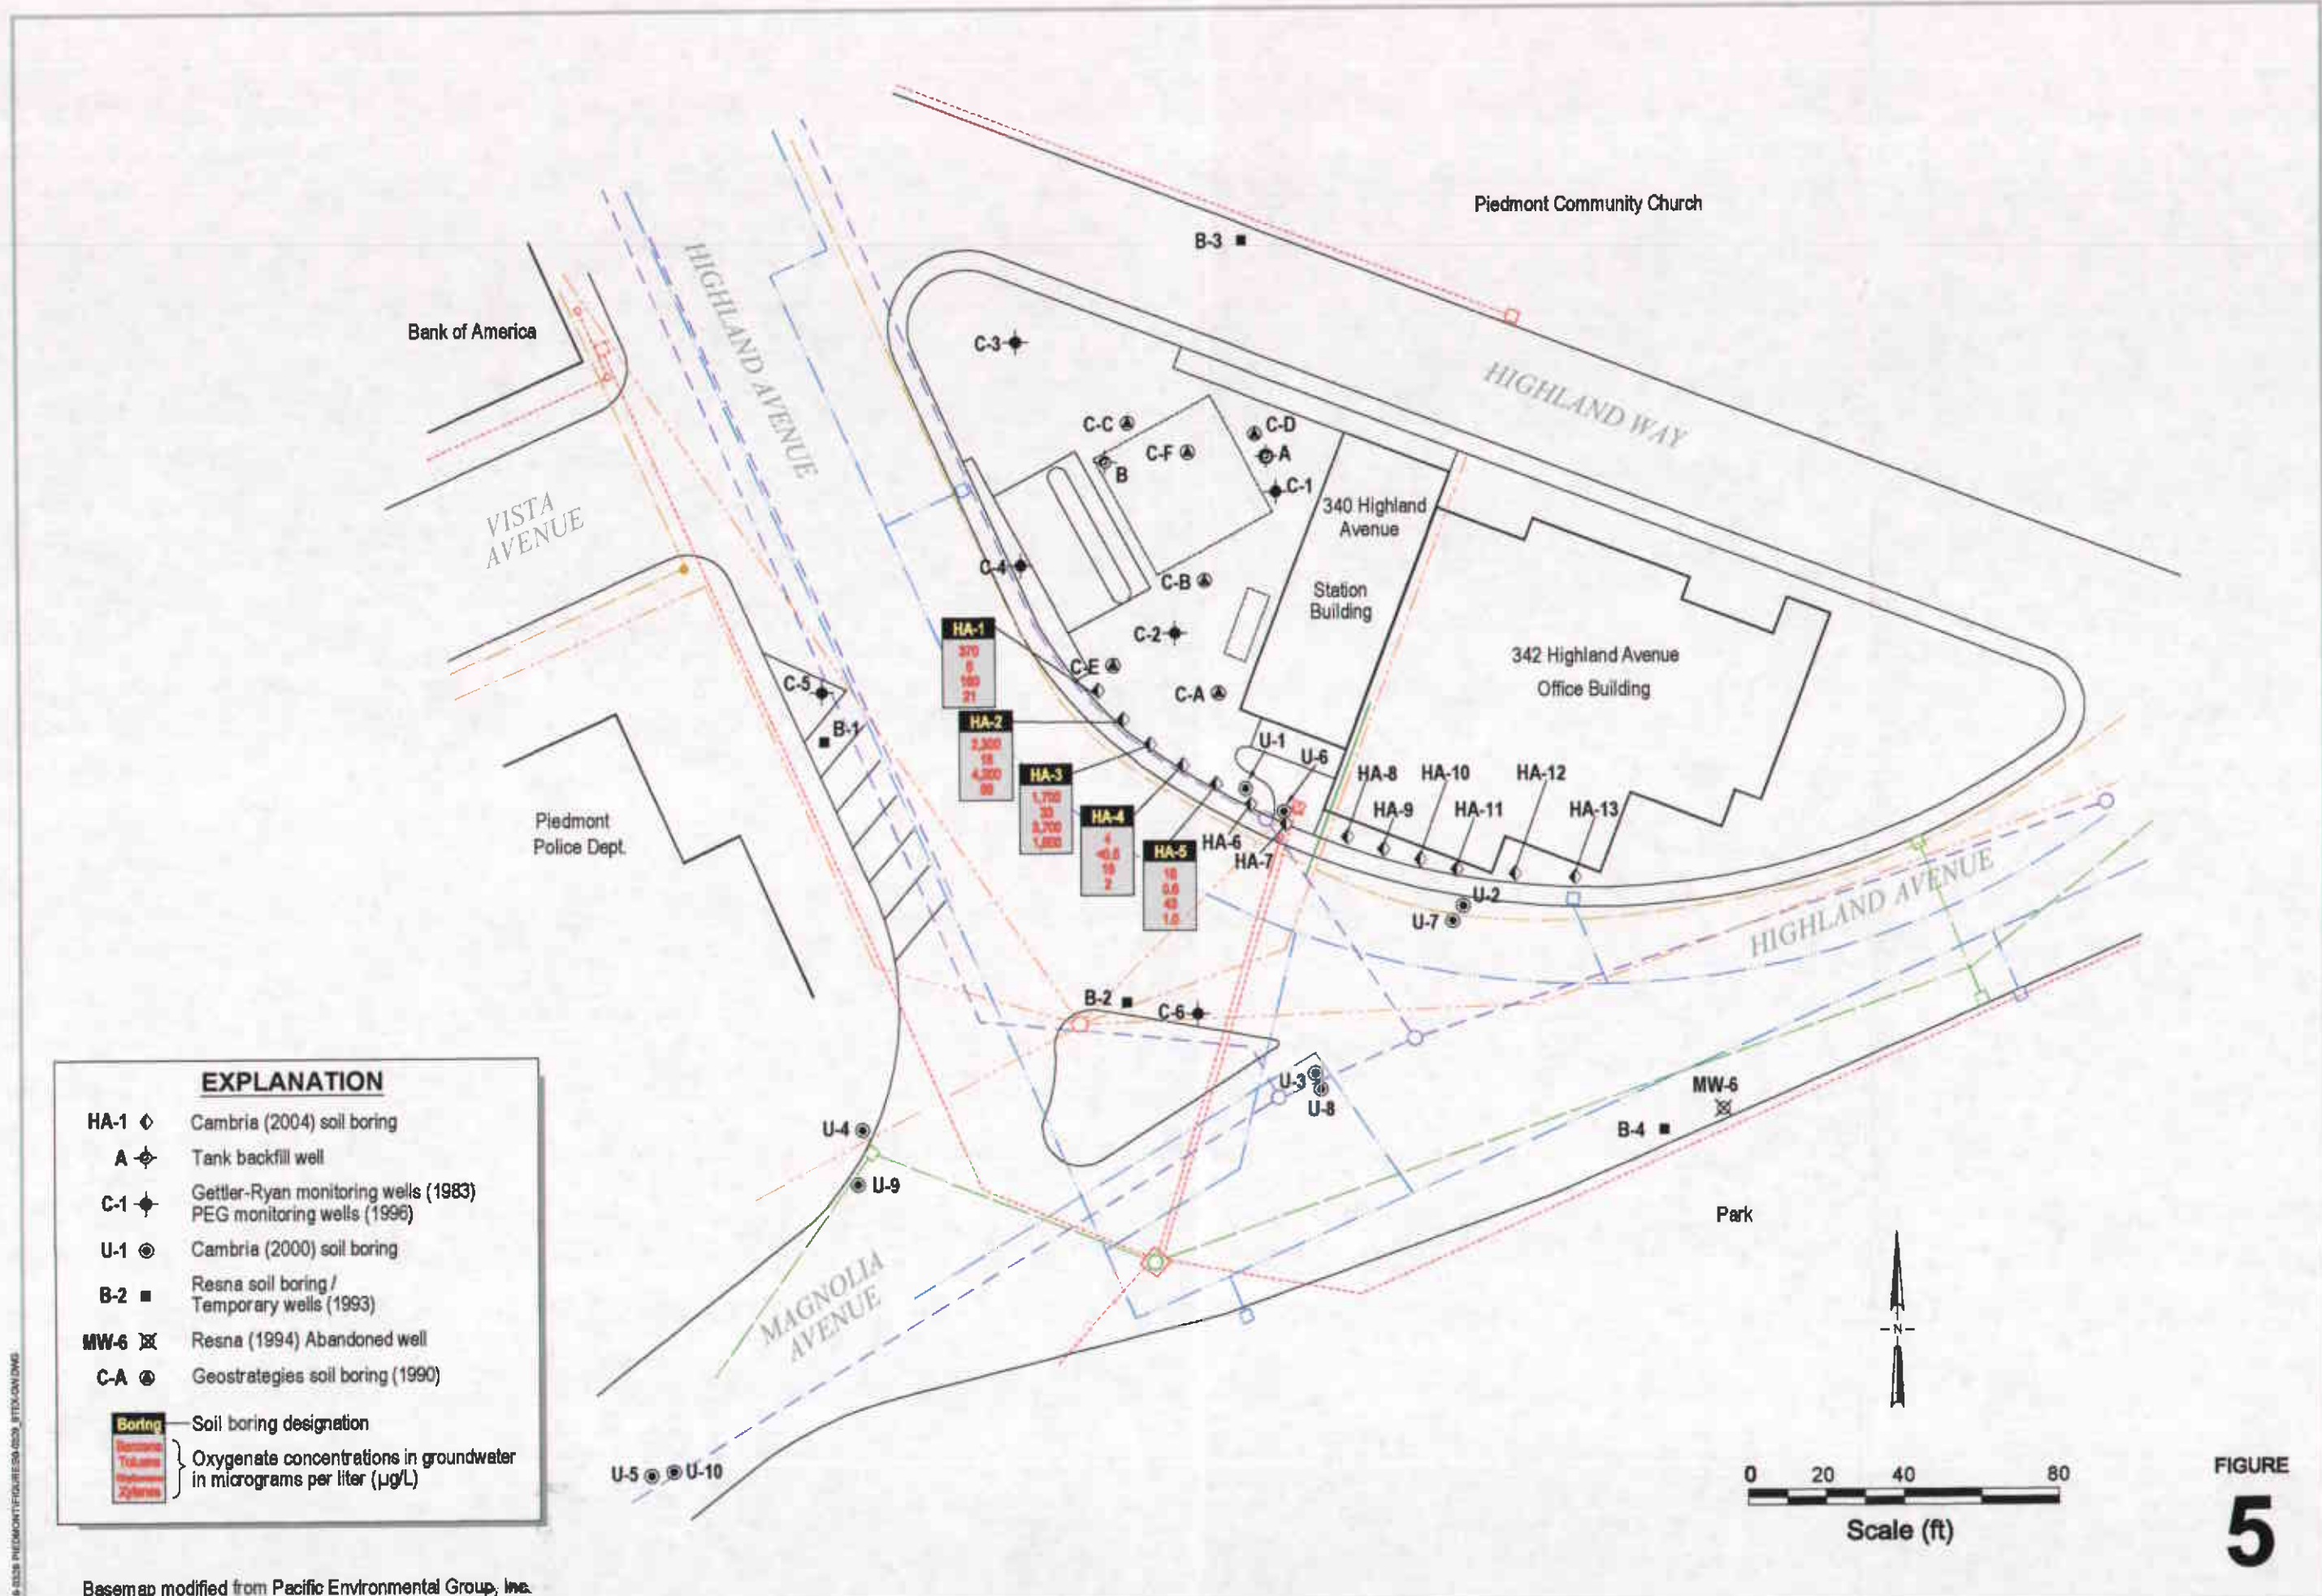 Piedmont Community Church
B-3
HIGHLAND AVENUE
Bank of America
C-3
HIGHLAND WAY
C-C
C-D
C-F
A
B
C-1
340 Highland
Avenue
VISTA
AVENUE
C-4
C-B
Station
Building
HA-1
370
21
C-2
342 Highland Avenue
Office Building
C-E
C-5
C-A
HA-2
B-1
U-1
U-6
HA-3
HA-8
HA-10
HA-12
HA-9
HA-11
HA-13
HA-4
4
2
Piedmont
Police Dept.
HA-6
HA-5
HA-7
U-2
U-7
HIGHLAND AVENUE
B-2
C-6
U-3
U-8
MW-6
B-4
U-4
U-9
Park
MAGNOLIA
AVENUE
U-5
U-10
EXPLANATION
HA-1 Cambria (2004) soil boring
A Tank backfill well
C-1 Gettler-Ryan monitoring wells (1983)
PEG monitoring wells (1996)
U-1 Cambria (2000) soil boring
B-2 Resna soil boring /
Temporary wells (1993)
MW-6 Resna (1994) Abandoned well
C-A Geostrategies soil boring (1990)
Boring Soil boring designation
Benzene
Toluene
Xylenes
Oxygenate concentrations in groundwater
in micrograms per liter (µg/L)
N
0 20 40 80
Scale (ft)
FIGURE
5
Basemap modified from Pacific Environmental Group, Inc.